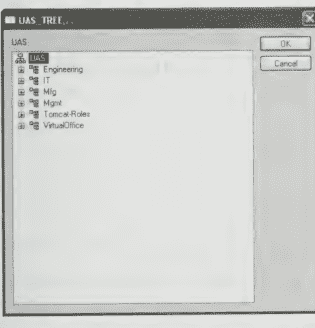 UAS_TREE...
UAS
OK
Cancel
UAS
Engineering
IT
Mfg
Mgmt
Tomcat-Roles
VirtualOffice